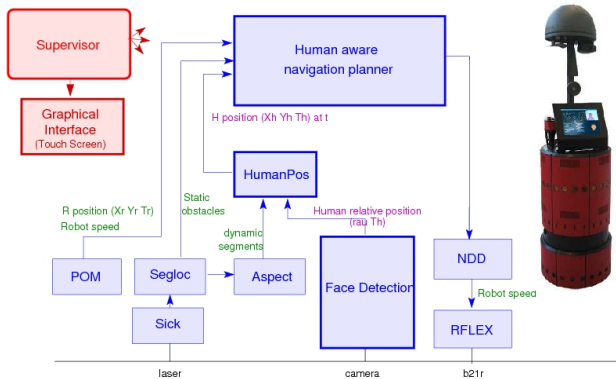 Supervisor
Human aware
navigation planner
Graphical
Interface
(Touch Screen)
H position (Xh Yh Th) at t
HumanPos
Static
obstacles
R position (Xr Yr Tr)
Robot speed
Human relative position
(rau Th)
dynamic
segments
POM
Segloc
Aspect
Face Detection
NDD
Sick
Robot speed
RFLEX
laser
camera
b21r